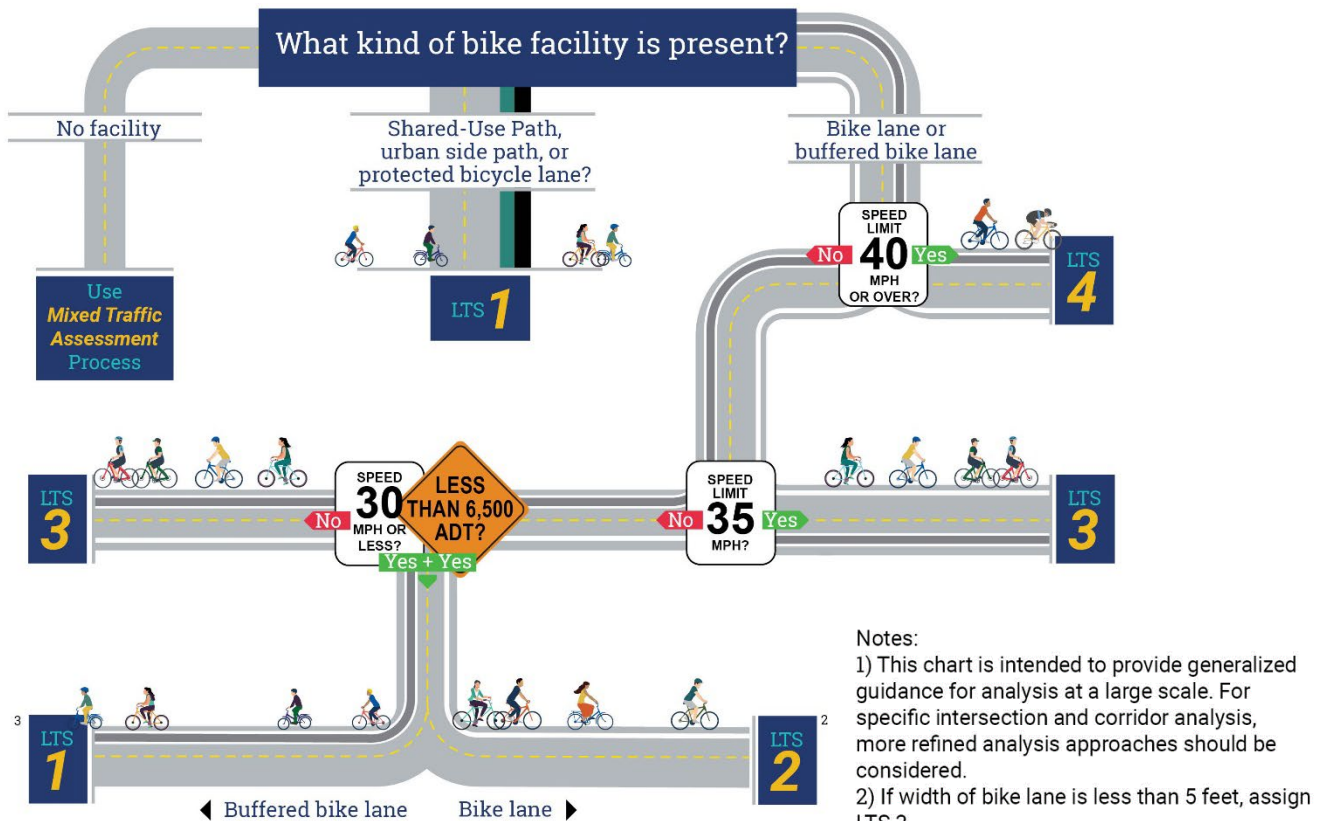 What kind of bike facility is present?
No facility
Shared-Use Path,
urban side path, or
protected bicycle lane?
Bike lane or
buffered bike lane
Use
Mixed Traffic
Assessment
Process
LTS 1
SPEED
LIMIT
40
MPH
OR OVER?
No
Yes
LTS
4
LTS
3
SPEED
30
MPH OR
LESS?
No
LESS
THAN 6,500
ADT?
Yes + Yes
SPEED
LIMIT
35
MPH?
No
Yes
LTS
3
3
LTS
1
2
LTS
2
Buffered bike lane
Bike lane
Notes:
1) This chart is intended to provide generalized
guidance for analysis at a large scale. For
specific intersection and corridor analysis,
more refined analysis approaches should be
considered.
2) If width of bike lane is less than 5 feet, assign